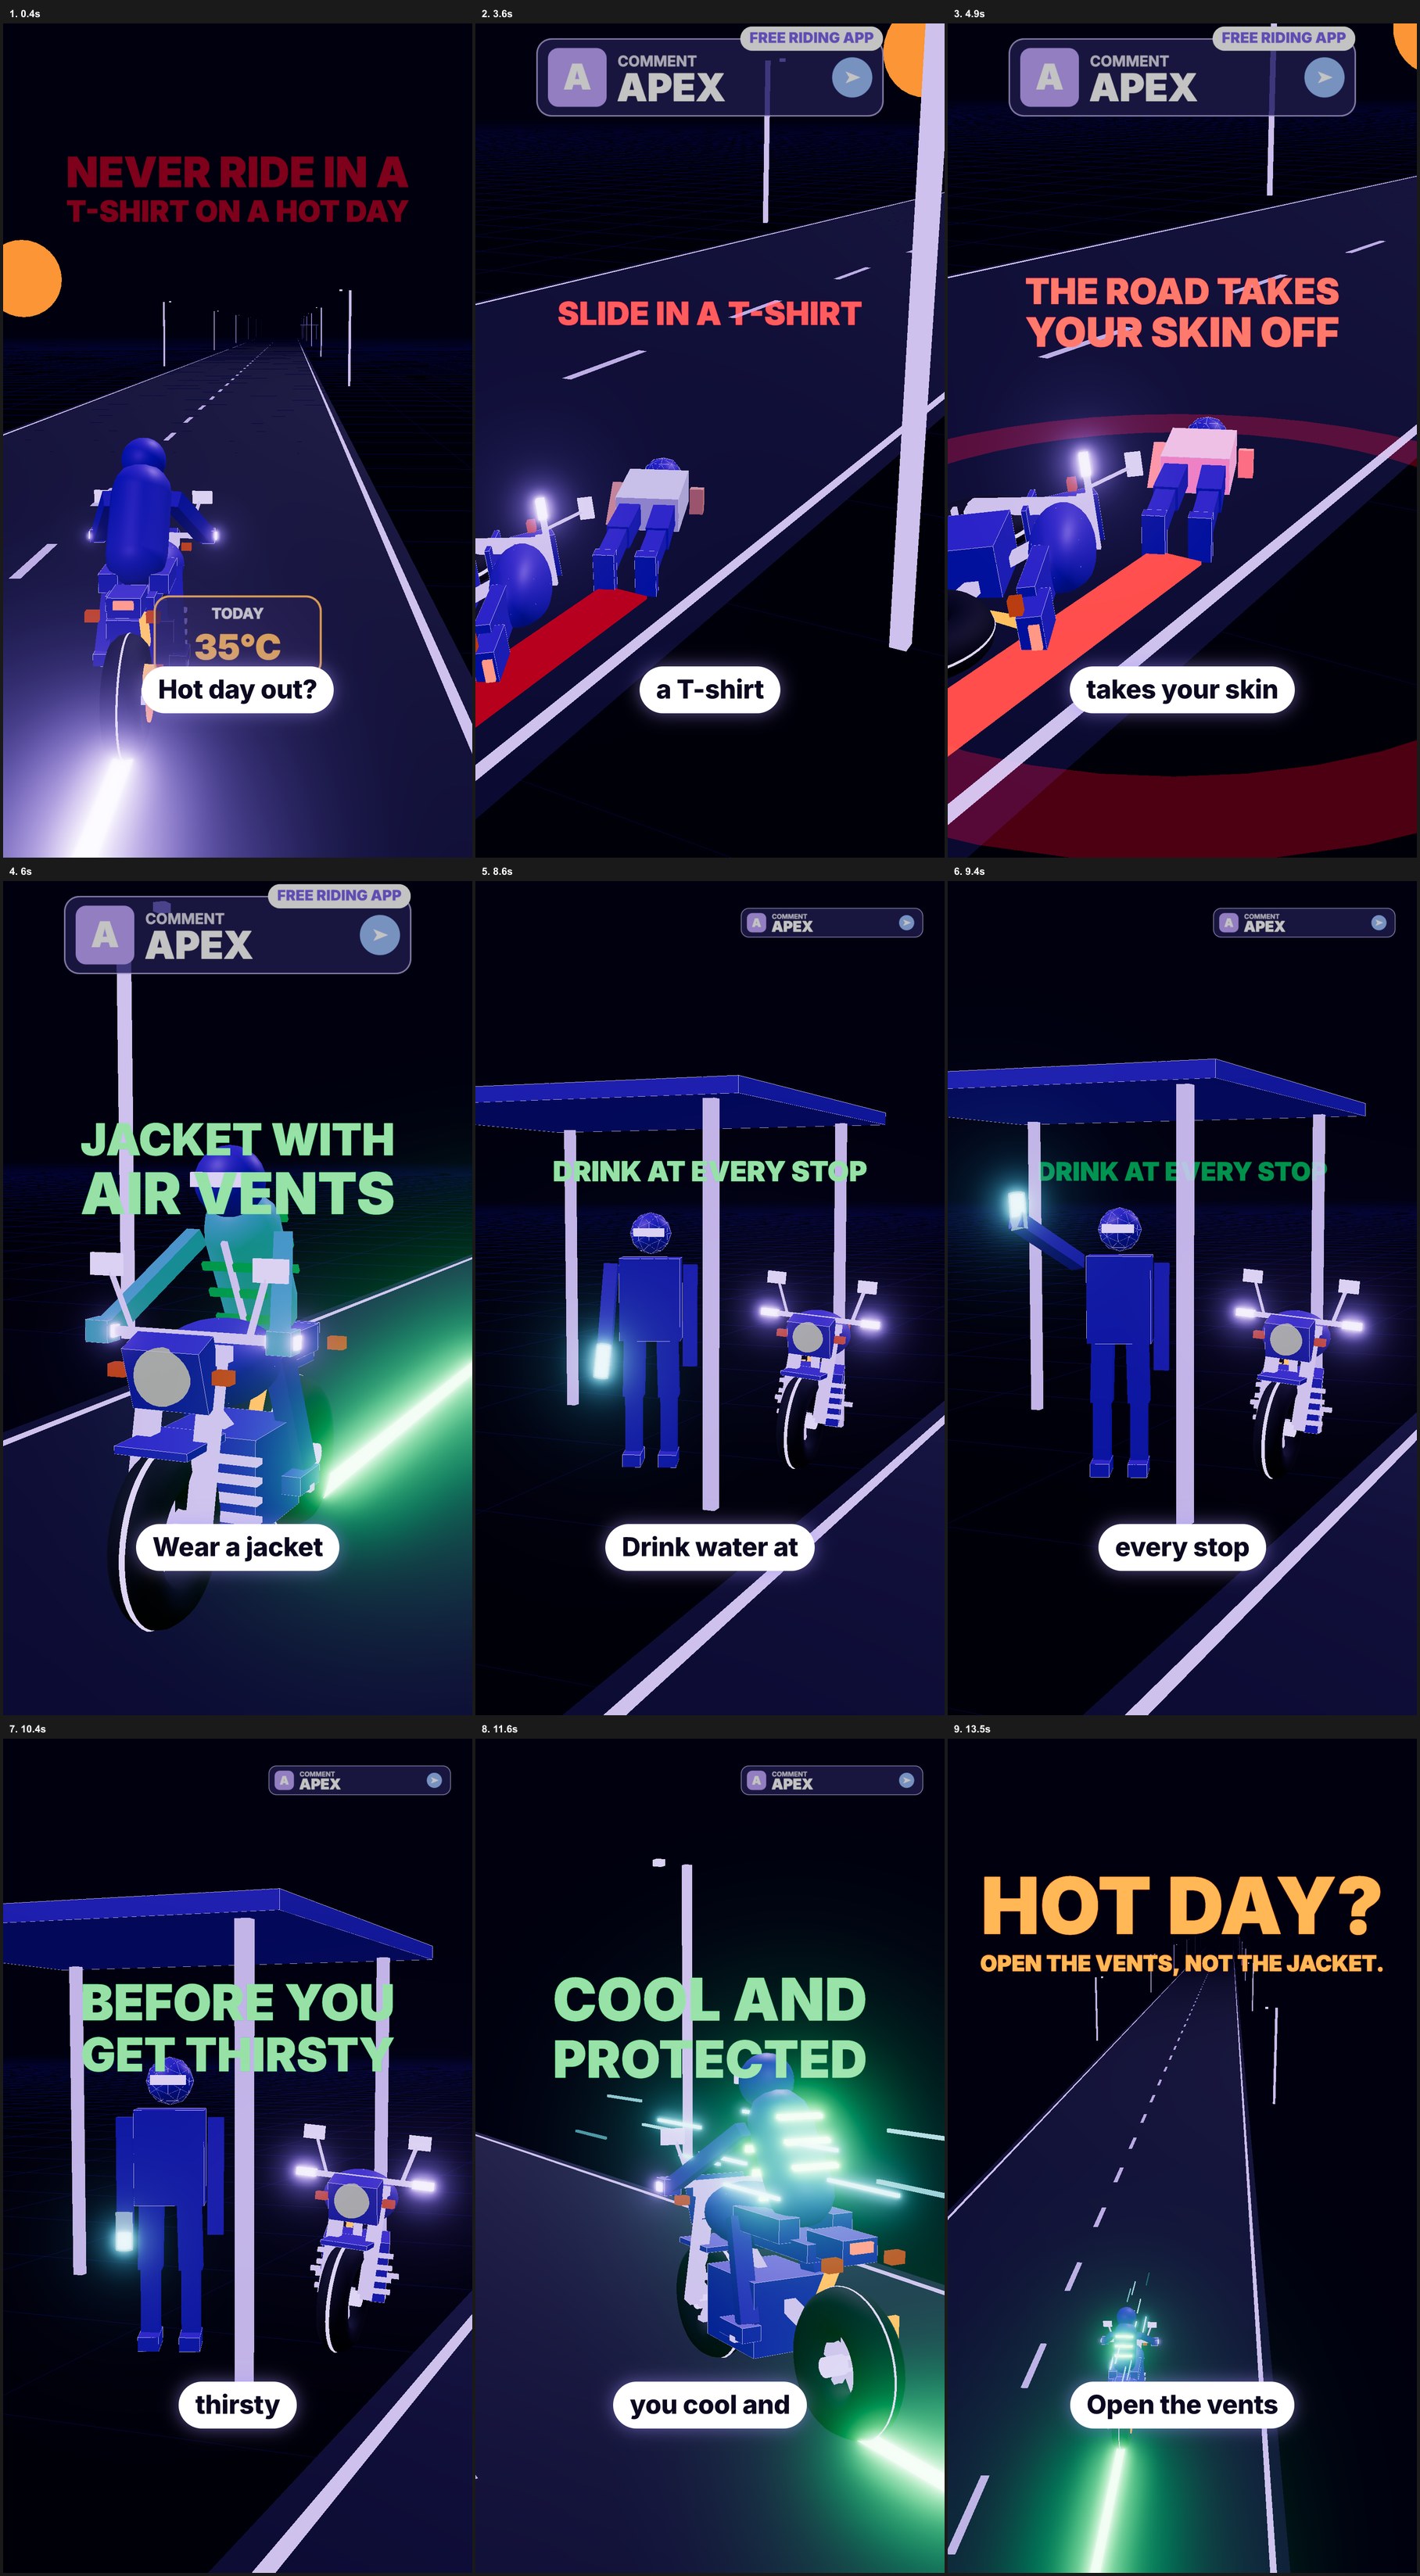 1. 0.4s
NEVER RIDE IN A
T-SHIRT ON A HOT DAY
TODAY
35°C
Hot day out?
2. 3.6s
FREE RIDING APP
A
COMMENT
APEX
SLIDE IN A T-SHIRT
a T-shirt
3. 4.9s
FREE RIDING APP
A
COMMENT
APEX
THE ROAD TAKES
YOUR SKIN OFF
takes your skin
4. 6s
FREE RIDING APP
A
COMMENT
APEX
JACKET WITH
AIR VENTS
Wear a jacket
5. 8.6s
A
COMMENT
APEX
DRINK AT EVERY STOP
Drink water at
6. 9.4s
A
COMMENT
APEX
DRINK AT EVERY STOP
every stop
7. 10.4s
A
COMMENT
APEX
BEFORE YOU
GET THIRSTY
thirsty
8. 11.6s
A
COMMENT
APEX
COOL AND
PROTECTED
you cool and
9. 13.5s
HOT DAY?
OPEN THE VENTS, NOT THE JACKET.
Open the vents